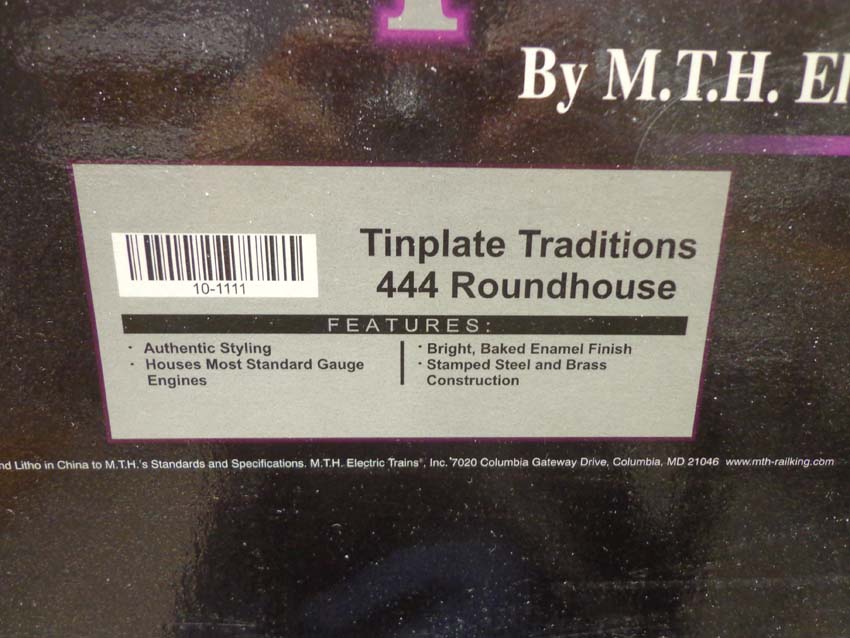 By M.T.H.
Tinplate Traditions
444 Roundhouse
10-1111
FEATURES:
· Authentic Styling
· Houses Most Standard Gauge
Engines
· Bright, Baked Enamel Finish
· Stamped Steel and Brass
Construction
Litho in China to M.T.H.'s Standards and Specifications. M.T.H. Electric Trains, Inc. 7020 Columbia Gateway Drive, Columbia, MD 21046 www.mth-railking.com